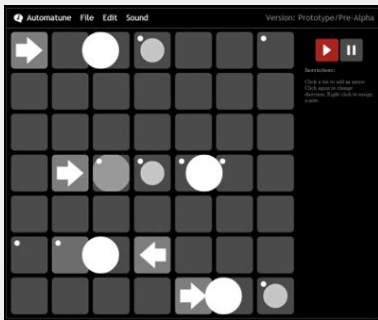 Automatune File Edit Sound
Version: Prototype/Pre-Alpha
Instructions:
Click a tile to add an arrow.
Click again to change
direction. Right click to assign
a note.